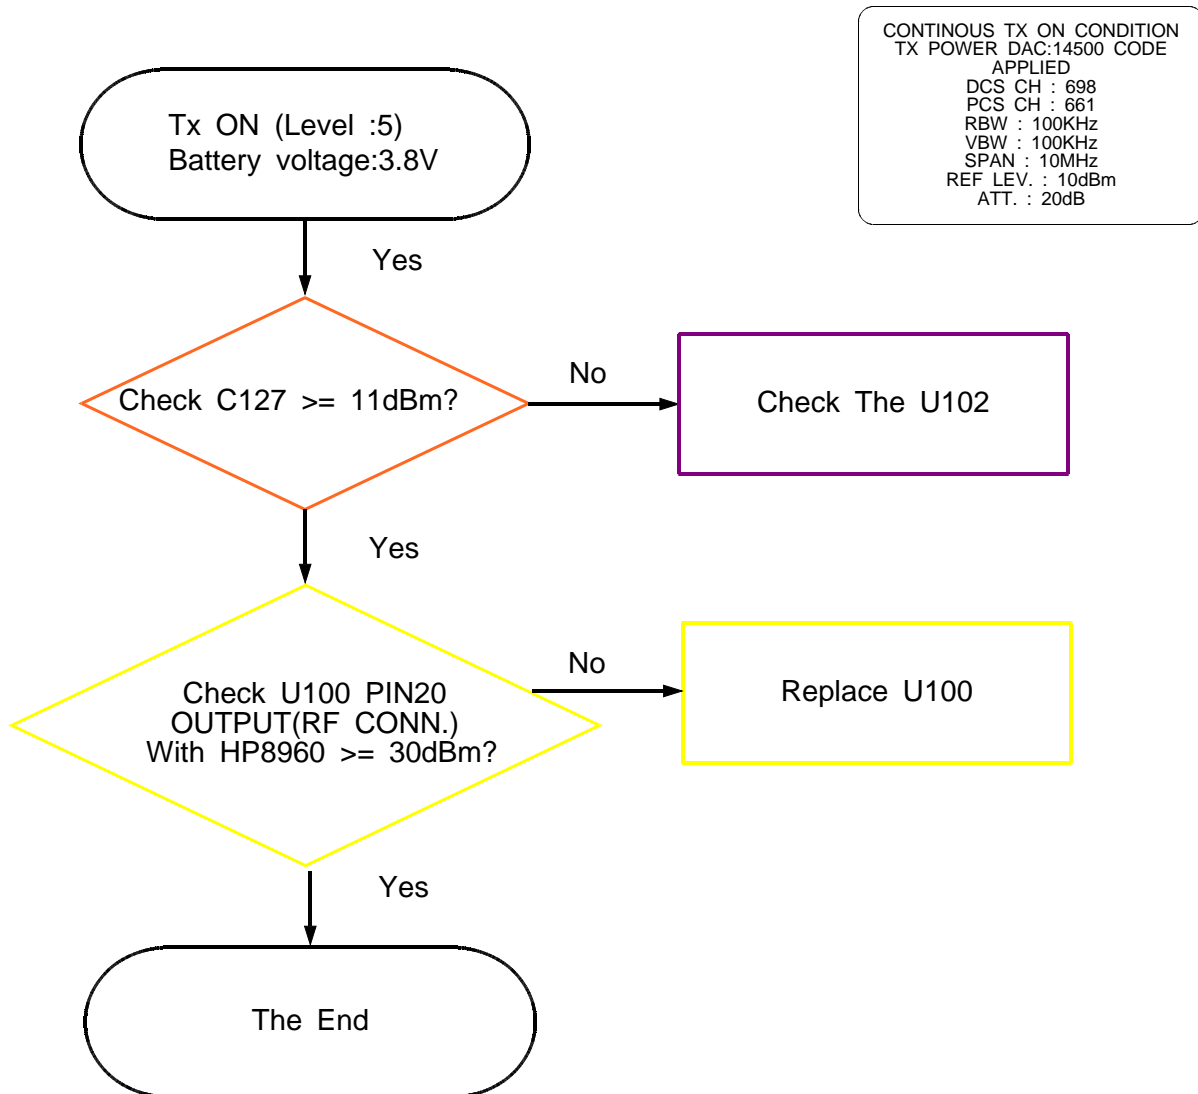 CONTINOUS TX ON CONDITION
TX POWER DAC:14500 CODE
APPLIED
DCS CH : 698
PCS CH : 661
RBW : 100KHz
VBW : 100KHz
SPAN : 10MHz
REF LEV. : 10dBm
ATT. : 20dB
Tx ON (Level :5)
Battery voltage:3.8V
Yes
Check C127 >= 11dBm?
No
Check The U102
Yes
Check U100 PIN20
OUTPUT(RF CONN.)
With HP8960 >= 30dBm?
No
Replace U100
Yes
The End